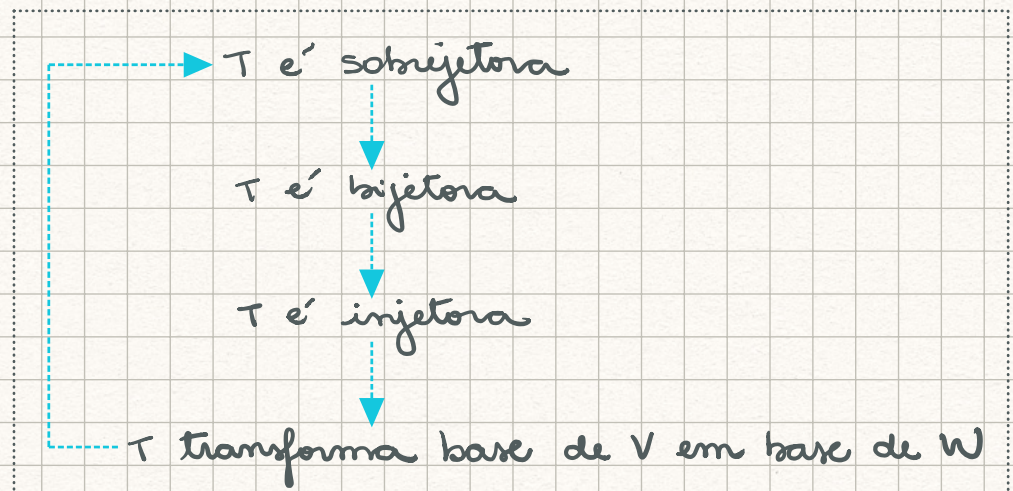 T é sobrejetora
T é bijetora
T é injetora
T transforma base de V em base de W